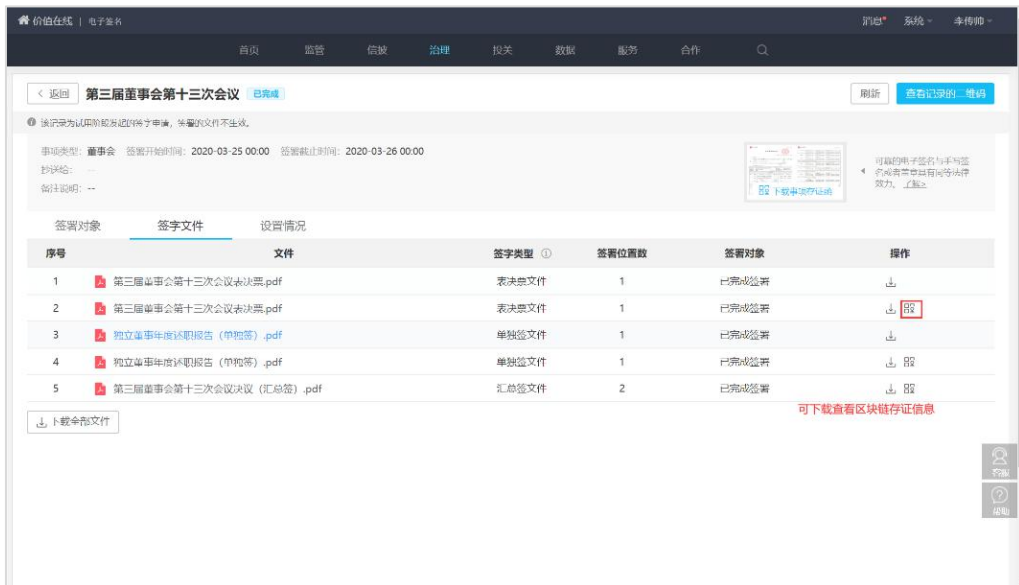 价值在线 | 电子签名 消息 系统 李传帅
首页 监管 信披 治理 投关 数据 服务 合作
< 返回 第三届董事会第十三次会议 已完成 刷新 查看记录的二维码
该记录为试用阶段发起的签字申请，签署的文件不生效。
事项类型: 董事会 签署开始时间: 2020-03-25 00:00 签署截止时间: 2020-03-26 00:00
抄送给: --
备注说明: --
下载事项存证函
可靠的电子签名与手写签
名或者盖章具有同等法律
效力。了解>
签署对象 签字文件 设置情况
序号 文件 签字类型 签署位置数 签署对象 操作
1 第三届董事会第十三次会议表决票.pdf 表决票文件 1 已完成签署
2 第三届董事会第十三次会议表决票.pdf 表决票文件 1 已完成签署
3 独立董事年度述职报告（单独签）.pdf 单独签文件 1 已完成签署
4 独立董事年度述职报告（单独签）.pdf 单独签文件 1 已完成签署
5 第三届董事会第十三次会议决议（汇总签）.pdf 汇总签文件 2 已完成签署
可下载查看区块链存证信息
下载全部文件
客服
帮助